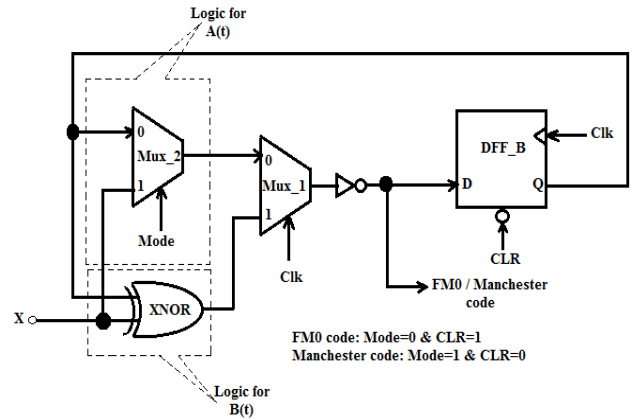 Logic for
A(t)
0
Mux_2
1
Mode
0
Mux_1
1
Clk
DFF_B
Clk
D
Q
CLR
FM0 / Manchester
code
X
XNOR
FM0 code: Mode=0 & CLR=1
Manchester code: Mode=1 & CLR=0
Logic for
B(t)